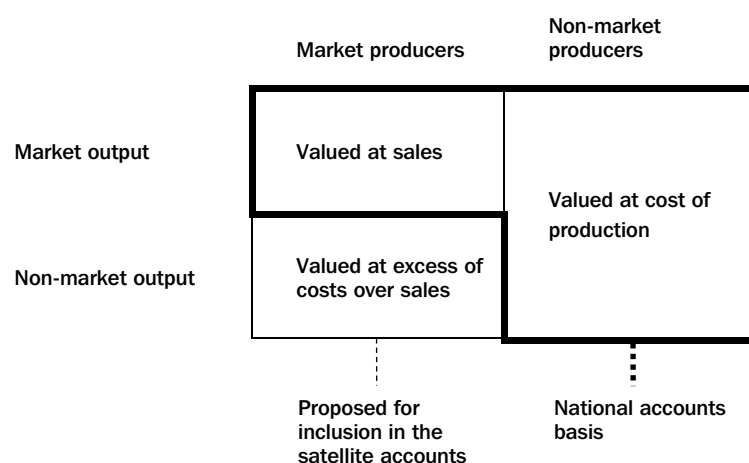 Market producers
Non-market
producers
Market output
Valued at sales
Valued at cost of
production
Non-market output
Valued at excess of
costs over sales
Proposed for
inclusion in the
satellite accounts
National accounts
basis